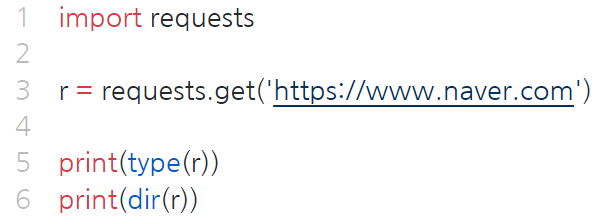 1 import requests
2
3 r = requests.get('https://www.naver.com')
4
5 print(type(r))
6 print(dir(r))